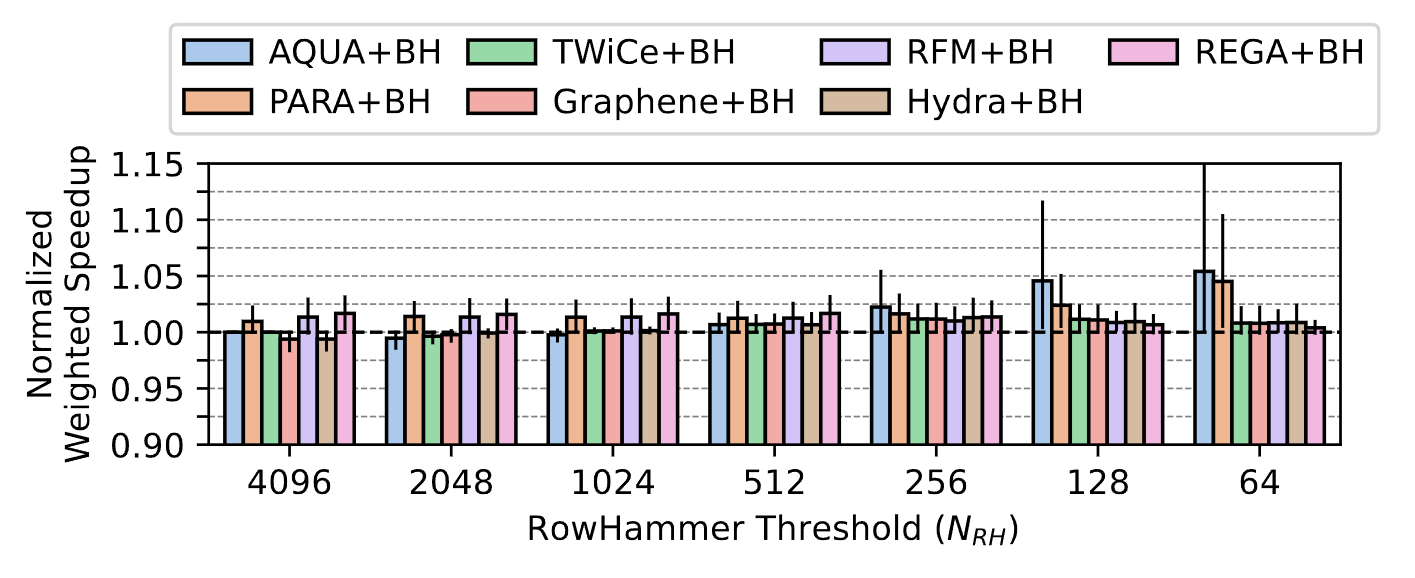 AQUA+BH TWiCe+BH RFM+BH REGA+BH
PARA+BH Graphene+BH Hydra+BH
Normalized
Weighted Speedup
1.15
1.10
1.05
1.00
0.95
0.90
4096 2048 1024 512 256 128 64
RowHammer Threshold (N_RH)